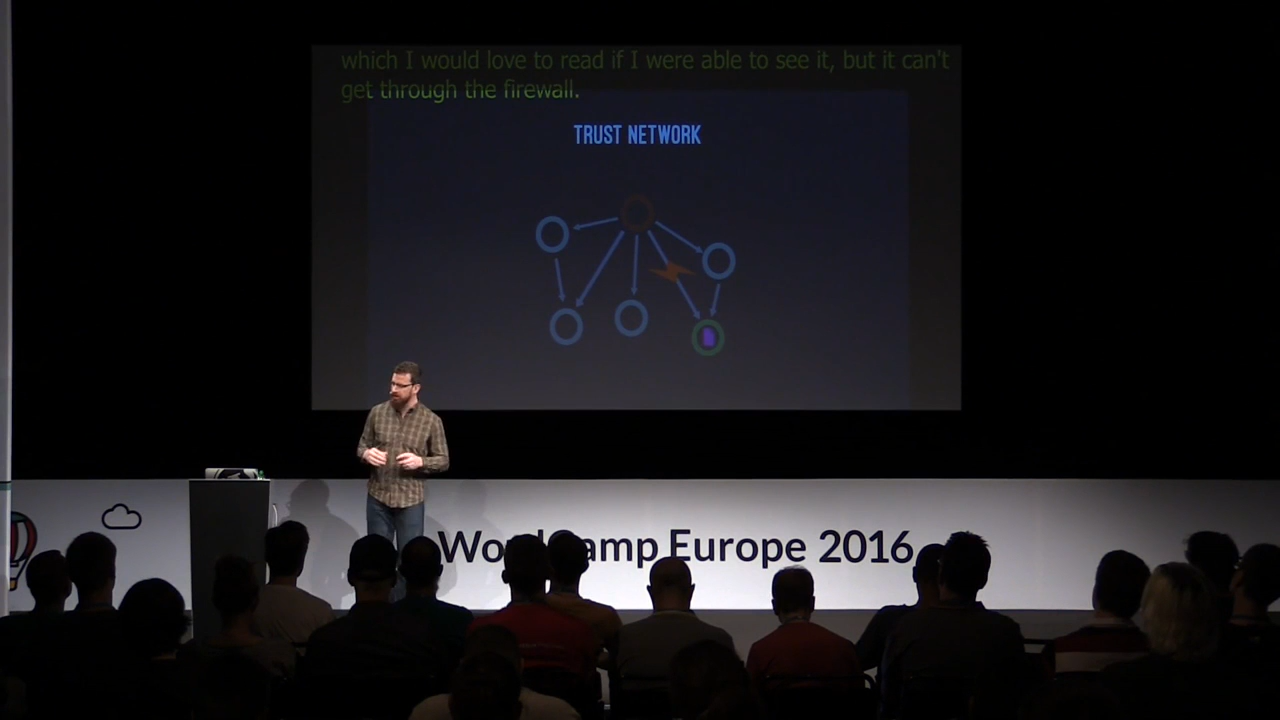 which I would love to read if I were able to see it, but it can't
get through the firewall.
TRUST NETWORK
WordCamp Europe 2016